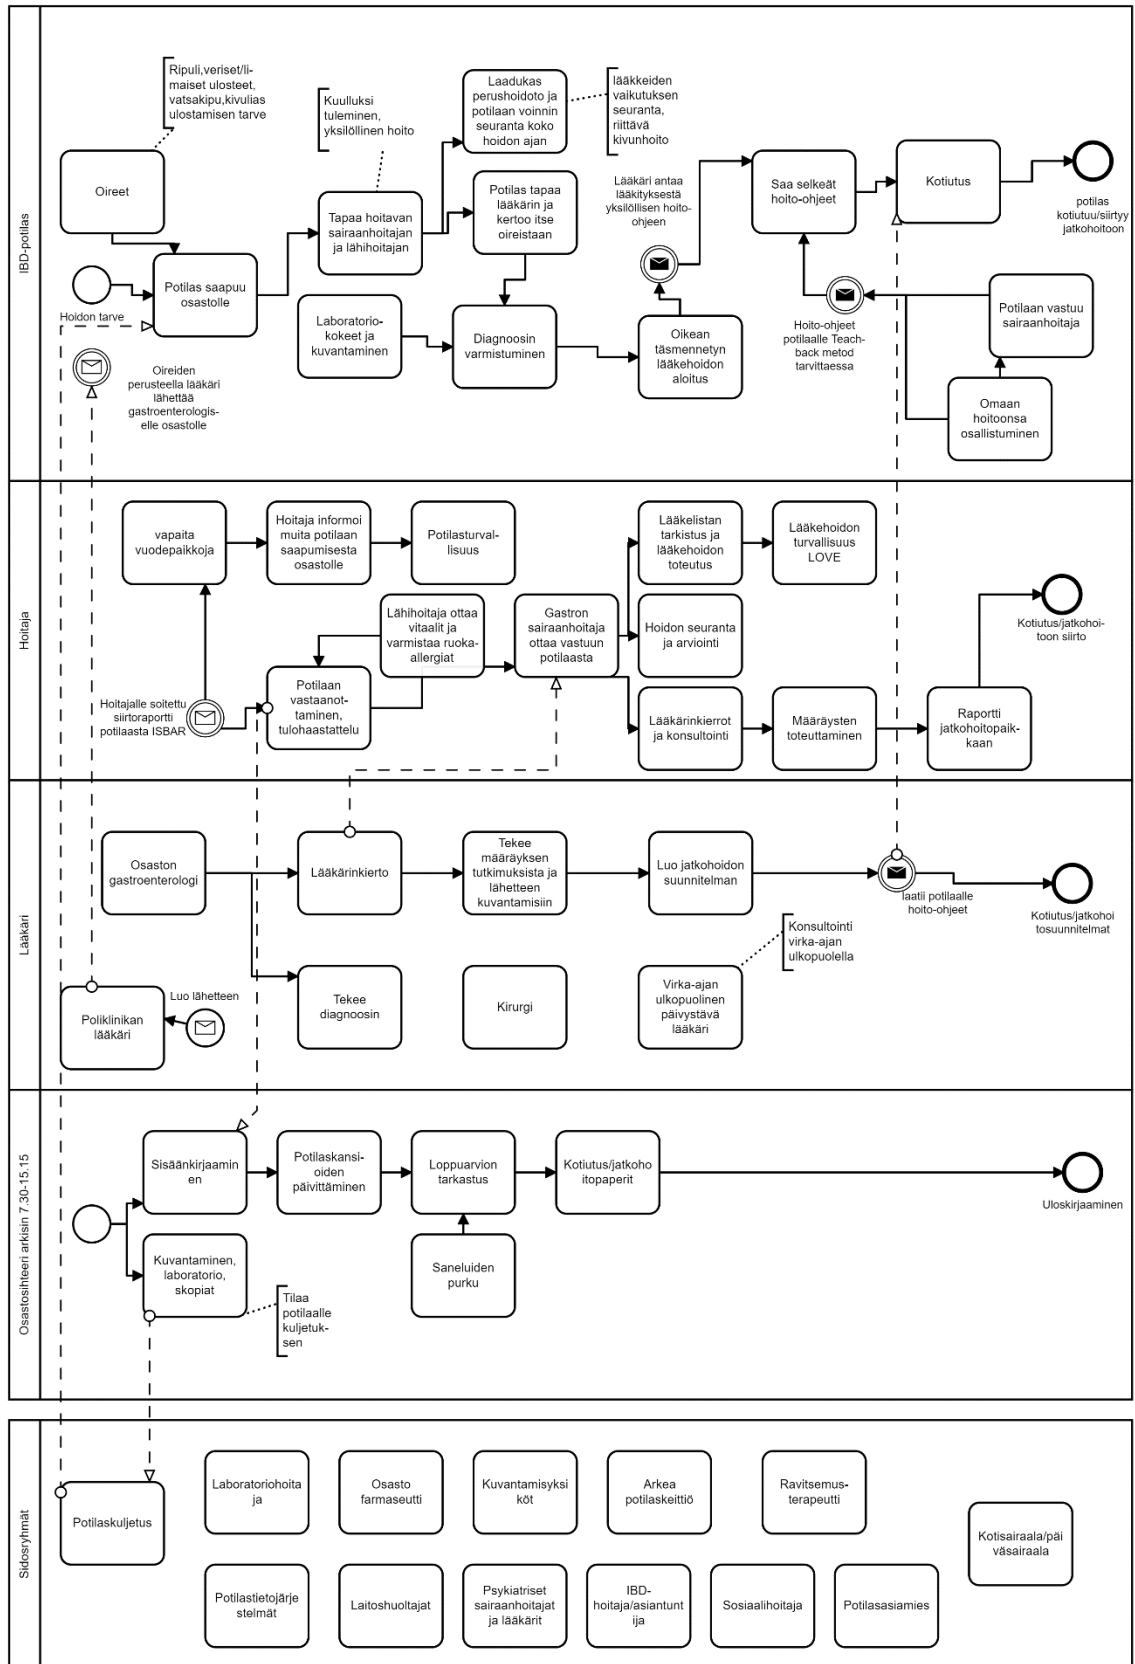 IBD-potilas
Ripuli,veriset/li-
maiset ulosteet,
vatsakipu,kivulias
ulostamisen tarve
Oireet
Kuulluksi
tuleminen,
yksilöllinen hoito
Laadukas
perushoidoto ja
potilaan voinnin
seuranta koko
hoidon ajan
lääkkeiden
vaikutuksen
seuranta,
riittävä
kivunhoito
Tapaa hoitavan
sairaanhoitajan
ja lähihoitajan
Potilas tapaa
lääkärin ja
kertoo itse
oireistaan
Lääkäri antaa
lääkityksestä
yksilöllisen hoito-
ohjeen
Saa selkeät
hoito-ohjeet
Kotiutus
potilas
kotiutuu/siirtyy
jatkohoitoon
Hoidon tarve
Potilas saapuu
osastolle
Laboratorio-
kokeet ja
kuvantaminen
Diagnoosin
varmistuminen
Oikean
täsmennetyn
lääkehoidon
aloitus
Hoito-ohjeet
potilaalle Teach-
back metod
tarvittaessa
Potilaan vastuu
sairaanhoitaja
Omaan
hoitoonsa
osallistuminen
Oireiden
perusteella lääkäri
lähettää
gastroenterologis-
elle osastolle
Hoitaja
vapaita
vuodepaikkoja
Hoitaja informoi
muita potilaan
saapumisesta
osastolle
Potilasturval-
lisuus
Lääkelistan
tarkistus ja
lääkehoidon
toteutus
Lääkehoidon
turvallisuus
LOVE
Lähihoitaja ottaa
vitaalit ja
varmistaa ruoka-
allergiat
Gastron
sairaanhoitaja
ottaa vastuun
potilaasta
Hoidon seuranta
ja arviointi
Kotiutus/jatkohoi-
toon siirto
Hoitajalle soitettu
siirtoraportti
potilaasta ISBAR
Potilaan
vastaanot-
taminen,
tulohaastattelu
Lääkärinkierrot
ja konsultointi
Määräysten
toteuttaminen
Raportti
jatkohoitopaik-
kaan
Lääkäri
Osaston
gastroenterologi
Lääkärinkierto
Tekee
määräyksen
tutkimuksista ja
lähetteen
kuvantamisiin
Luo jatkohoidon
suunnitelman
laatii potilaalle
hoito-ohjeet
Kotiutus/jatkohoi
tosuunnitelmat
Konsultointi
virka-ajan
ulkopuolella
Poliklinikan
lääkäri
Luo lähetteen
Tekee
diagnoosin
Kirurgi
Virka-ajan
ulkopuolinen
päivystävä
lääkäri
Osastosihteeri arkisin 7.30-15.15
Sisäänkirjaamin
en
Potilaskansi-
oiden
päivittäminen
Loppuarvion
tarkastus
Kotiutus/jatkoho
itopaperit
Uloskirjaaminen
Kuvantaminen,
laboratorio,
skopiat
Tilaa
potilaalle
kuljetuk-
sen
Saneluiden
purku
Sidosryhmät
Potilaskuljetus
Laboratoriohoita
ja
Osasto
farmaseutti
Kuvantamisyksi
köt
Arkea
potilaskeittiö
Ravitsemus-
terapeutti
Kotisairaala/päi
väsairaala
Potilastietojärje
stelmät
Laitoshuoltajat
Psykiatriset
sairaanhoitajat
ja lääkärit
IBD-
hoitaja/asiantunt
ija
Sosiaalihoitaja
Potilasasiamies